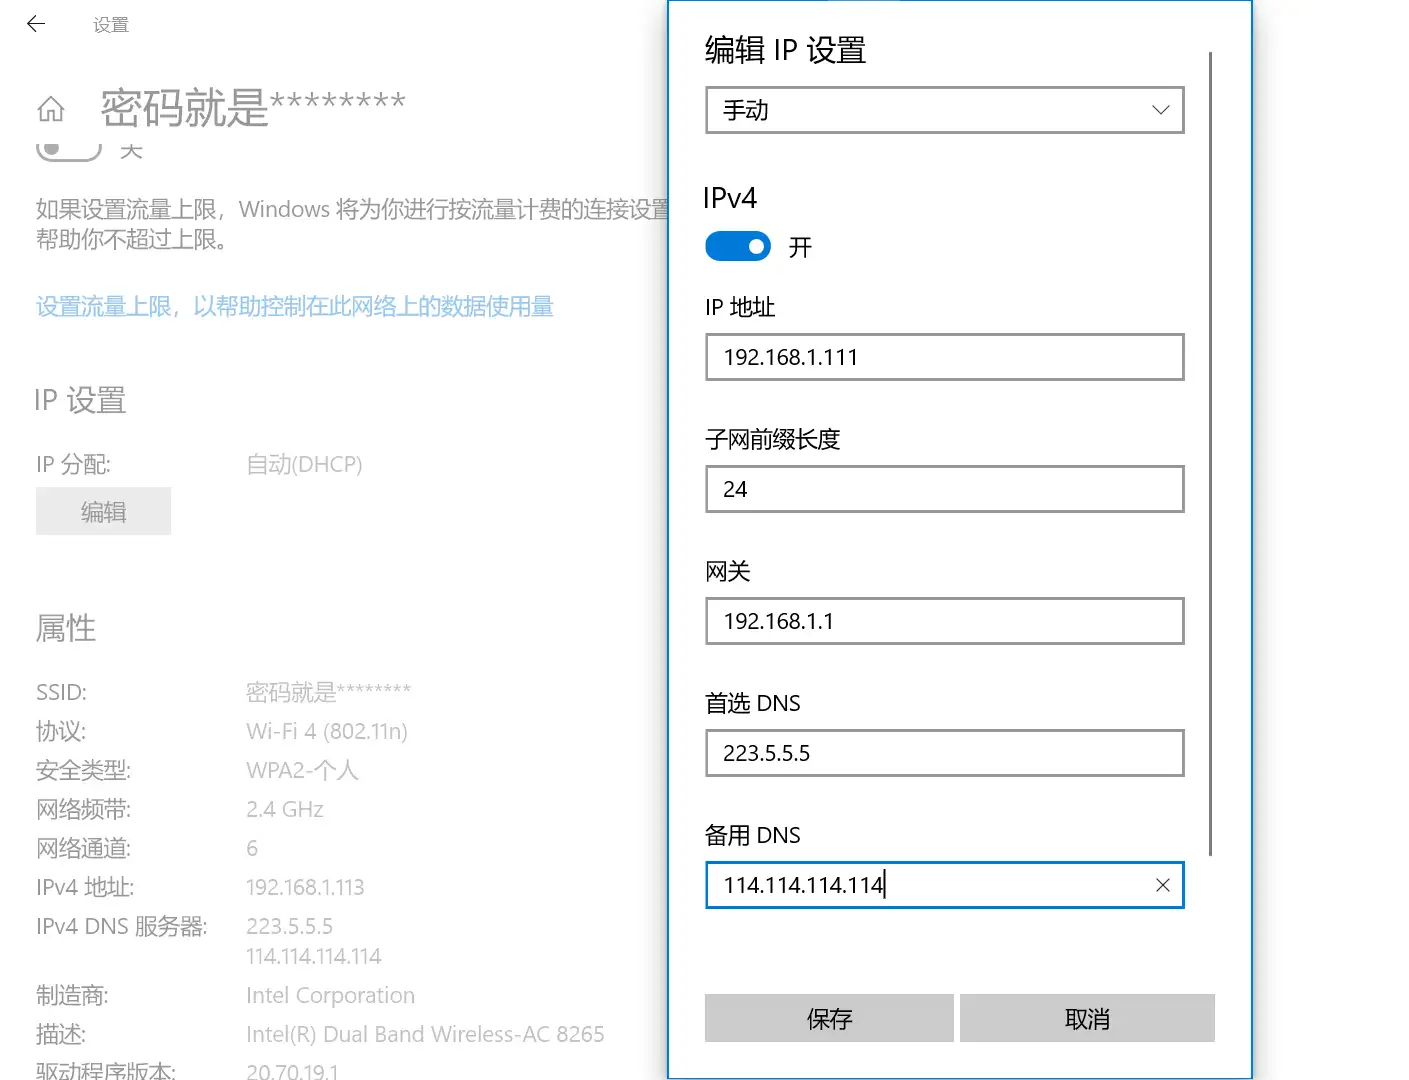 设置
密码就是********
关
如果设置流量上限，Windows 将为你进行按流量计费的连接设置
帮助你不超过上限。
设置流量上限，以帮助控制在此网络上的数据使用量
IP 设置
IP 分配:
自动(DHCP)
编辑
属性
SSID:
密码就是********
协议:
Wi-Fi 4 (802.11n)
安全类型:
WPA2-个人
网络频带:
2.4 GHz
网络通道:
6
IPv4 地址:
192.168.1.113
IPv4 DNS 服务器:
223.5.5.5
114.114.114.114
制造商:
Intel Corporation
描述:
Intel(R) Dual Band Wireless-AC 8265
驱动程序版本:
20.70.19.1
编辑 IP 设置
手动
IPv4
开
IP 地址
192.168.1.111
子网前缀长度
24
网关
192.168.1.1
首选 DNS
223.5.5.5
备用 DNS
114.114.114.114
保存
取消